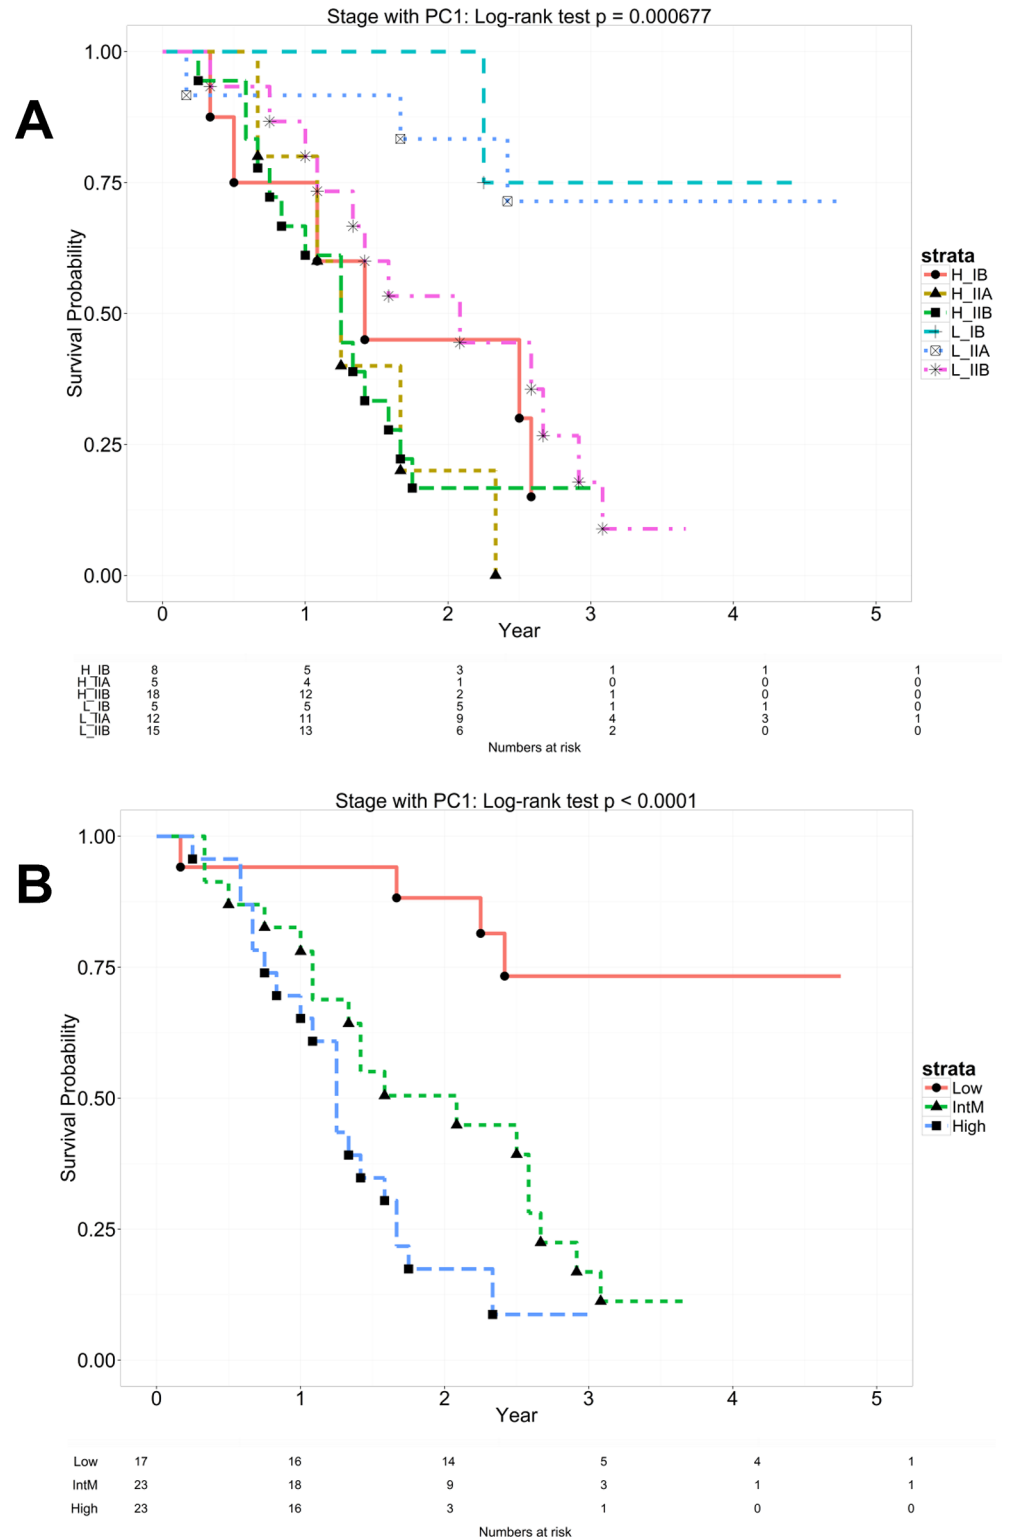 Stage with PC1: Log-rank test p = 0.000677
A
1.00
0.75
0.50
0.25
0.00
Survival Probability
0 1 2 3 4 5
Year
strata
H_IB
H_IIA
H_IIB
L_IB
L_IIA
L_IIB
H_IB 8 5 3 1 1 1
H_IIA 5 4 1 0 0 0
H_IIB 18 12 2 1 0 0
L_IB 5 5 5 1 1 0
L_IIA 12 11 9 4 3 1
L_IIB 15 13 6 2 0 0
Numbers at risk
Stage with PC1: Log-rank test p < 0.0001
B
1.00
0.75
0.50
0.25
0.00
Survival Probability
0 1 2 3 4 5
Year
strata
Low
IntM
High
Low 17 16 14 5 4 1
IntM 23 18 9 3 1 1
High 23 16 3 1 0 0
Numbers at risk